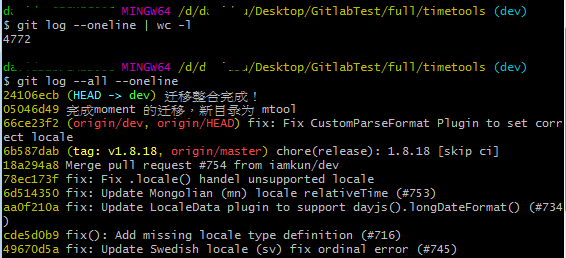 MINGW64 /d/d /Desktop/GitlabTest/full/timetools (dev)
$ git log --oneline | wc -l
4772
MINGW64 /d/d /Desktop/GitlabTest/full/timetools (dev)
$ git log --all --oneline
24106ecb (HEAD -> dev) 迁移整合完成！
05046d49 完成moment 的迁移，新目录为 mtool
66ce23f2 (origin/dev, origin/HEAD) fix: Fix CustomParseFormat Plugin to set corr
ect locale
6b587dab (tag: v1.8.18, origin/master) chore(release): 1.8.18 [skip ci]
18a294a8 Merge pull request #754 from iamkun/dev
78ec173f fix: Fix .locale() handel unsupported locale
6d514350 fix: Update Mongolian (mn) locale relativeTime (#753)
aa0f210a fix: Update LocaleData plugin to support dayjs().longDateFormat() (#734
)
cde5d0b9 fix(): Add missing locale type definition (#716)
49670d5a fix: Update Swedish locale (sv) fix ordinal error (#745)